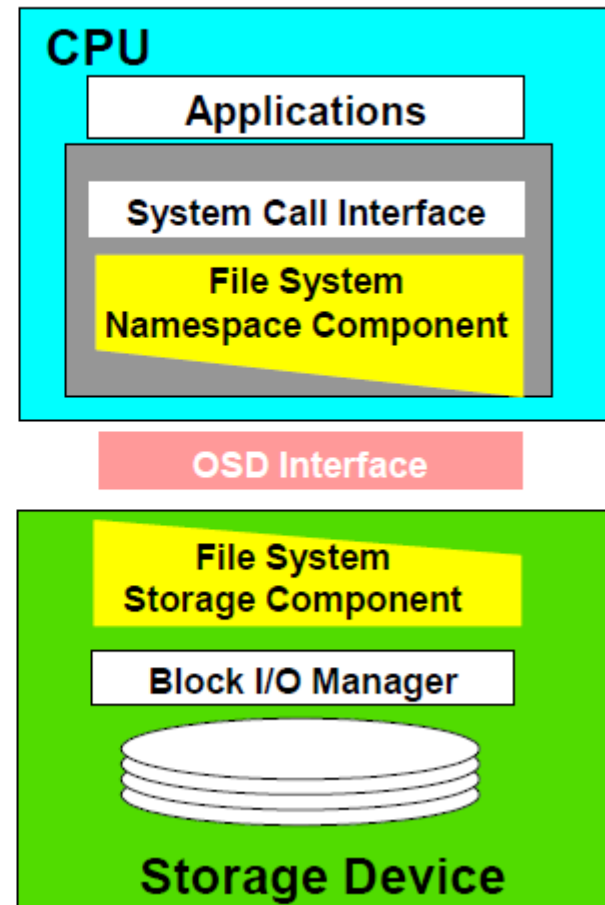 CPU
Applications
System Call Interface
File System
Namespace Component
OSD Interface
File System
Storage Component
Block I/O Manager
Storage Device